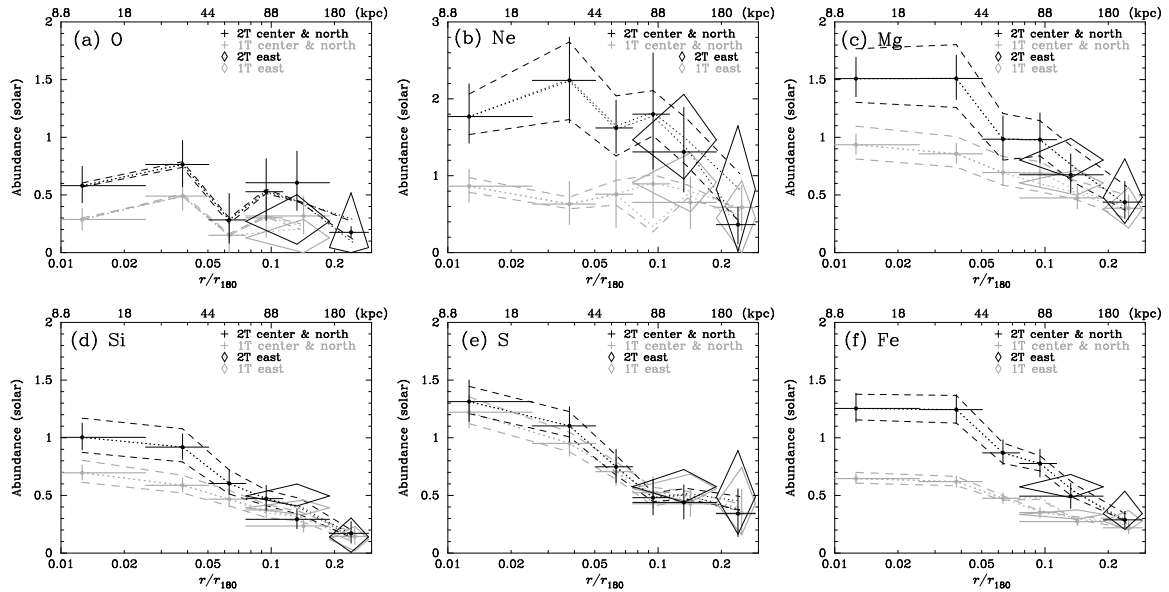 8.8 18 44 88 180 (kpc)
(a) O
2T center & north
1T center & north
2T east
1T east
Abundance (solar)
2
1.5
1
0.5
0
0.01 0.02 0.05 0.1 0.2
r/r180
8.8 18 44 88 180 (kpc)
(b) Ne
2T center & north
1T center & north
2T east
1T east
Abundance (solar)
2
1.5
1
0.5
0
0.01 0.02 0.05 0.1 0.2
r/r180
8.8 18 44 88 180 (kpc)
(c) Mg
2T center & north
1T center & north
2T east
1T east
Abundance (solar)
2
1.5
1
0.5
0
0.01 0.02 0.05 0.1 0.2
r/r180
8.8 18 44 88 180 (kpc)
(d) Si
2T center & north
1T center & north
2T east
1T east
Abundance (solar)
2
1.5
1
0.5
0
0.01 0.02 0.05 0.1 0.2
r/r180
8.8 18 44 88 180 (kpc)
(e) S
2T center & north
1T center & north
2T east
1T east
Abundance (solar)
2
1.5
1
0.5
0
0.01 0.02 0.05 0.1 0.2
r/r180
8.8 18 44 88 180 (kpc)
(f) Fe
2T center & north
1T center & north
2T east
1T east
Abundance (solar)
2
1.5
1
0.5
0
0.01 0.02 0.05 0.1 0.2
r/r180